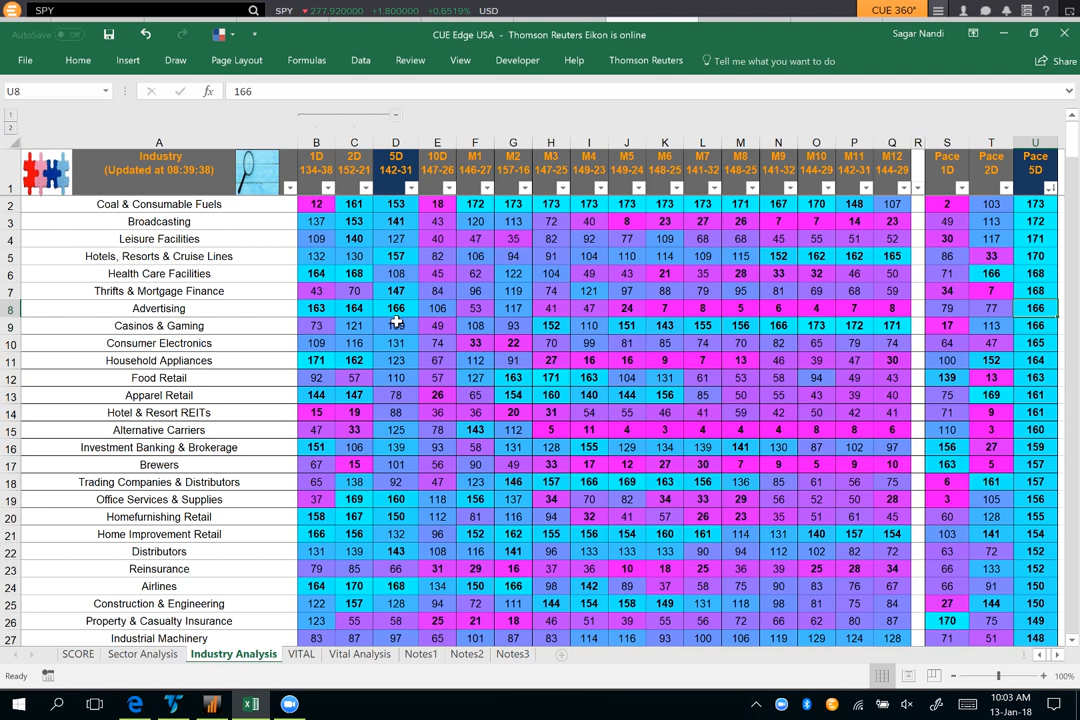 SPY SPY 277.920000 +1.800000 +0.6519% USD CUE 360°
AutoSave Off CUE Edge USA - Thomson Reuters Eikon is online Sagar Nandi
File Home Insert Draw Page Layout Formulas Data Review View Developer Help Thomson Reuters Tell me what you want to do Share
U8 fx 166
1
2
A B C D E F G H I J K L M N O P Q R S T U
Industry 1D 2D 5D 10D M1 M2 M3 M4 M5 M6 M7 M8 M9 M10 M11 M12 Pace Pace Pace
(Updated at 08:39:38) 134-38 152-21 142-31 147-26 146-27 157-16 147-25 149-23 149-24 148-25 141-32 148-25 141-32 144-29 147-26 144-29 1D 2D 5D
1
2 Coal & Consumable Fuels 12 161 153 18 172 173 173 173 173 173 173 171 167 170 148 107 2 103 173
3 Broadcasting 137 153 141 43 120 113 72 40 8 23 27 26 7 7 14 23 49 113 172
4 Leisure Facilities 109 140 127 40 47 35 82 92 77 109 68 68 45 55 51 52 30 117 171
5 Hotels, Resorts & Cruise Lines 132 130 157 82 106 94 91 104 110 114 109 115 152 152 162 165 86 33 170
6 Health Care Facilities 164 168 108 45 62 122 104 49 43 21 35 28 33 32 46 50 71 166 168
7 Thrifts & Mortgage Finance 43 70 147 84 96 119 74 121 97 88 79 95 81 69 68 59 34 7 168
8 Advertising 163 164 166 106 53 117 41 47 24 7 8 5 6 4 7 8 79 77 166
9 Casinos & Gaming 73 121 49 108 93 152 110 151 143 155 156 166 173 172 171 17 113 166
10 Consumer Electronics 109 116 131 74 33 22 70 99 81 85 74 70 82 65 79 74 64 47 165
11 Household Appliances 171 162 123 67 112 91 27 16 16 9 7 13 46 39 47 30 100 152 164
12 Food Retail 92 57 110 57 127 163 171 163 104 131 61 53 58 94 49 43 139 13 163
13 Apparel Retail 144 147 78 26 65 154 160 140 144 156 85 50 55 43 39 40 75 169 161
14 Hotel & Resort REITs 15 19 88 36 36 20 31 54 55 46 41 59 42 50 42 41 71 9 161
15 Alternative Carriers 47 33 125 78 143 112 5 11 4 3 4 4 4 8 8 6 110 3 160
16 Investment Banking & Brokerage 151 106 139 93 58 131 128 155 129 134 139 141 130 87 102 97 156 27 159
17 Brewers 67 15 101 56 90 49 33 17 12 27 30 7 9 5 9 10 163 5 157
18 Trading Companies & Distributors 65 138 92 47 123 146 157 166 169 163 156 136 85 61 56 75 6 161 157
19 Office Services & Supplies 37 169 160 118 156 137 34 70 82 34 33 29 56 52 50 28 3 105 156
20 Homefurnishing Retail 158 167 150 112 81 116 94 32 41 57 26 23 35 51 61 45 60 128 155
21 Home Improvement Retail 166 156 132 96 152 162 155 156 154 160 161 114 131 140 157 154 103 141 154
22 Distributors 131 139 143 108 116 141 96 133 133 133 90 94 112 102 82 72 63 72 152
23 Reinsurance 79 85 66 31 29 16 37 36 10 18 25 36 39 25 28 34 66 133 152
24 Airlines 164 170 168 134 150 166 98 142 89 37 58 75 90 83 76 67 66 91 150
25 Construction & Engineering 122 157 128 94 72 111 144 154 158 149 131 118 98 81 75 84 27 144 150
26 Property & Casualty Insurance 123 55 58 25 21 18 46 51 39 55 56 72 66 62 80 87 170 75 149
27 Industrial Machinery 83 87 97 65 101 87 83 114 116 93 100 106 119 129 124 128 71 51 148
SCORE Sector Analysis Industry Analysis VITAL Vital Analysis Notes1 Notes2 Notes3
Ready 100%
10:03 AM
13-Jan-18